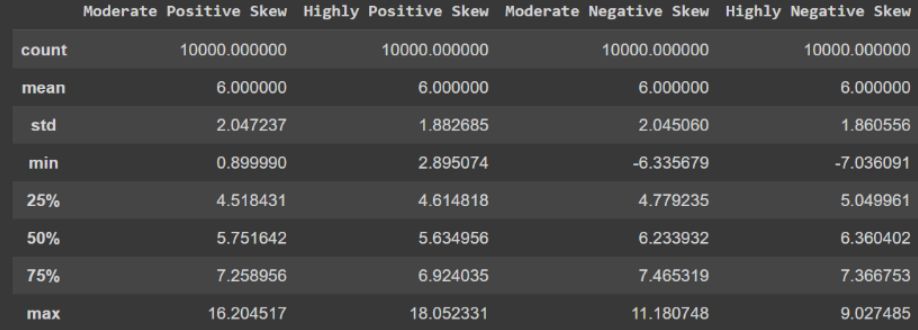 Moderate Positive Skew Highly Positive Skew Moderate Negative Skew Highly Negative Skew
count 10000.000000 10000.000000 10000.000000 10000.000000
mean 6.000000 6.000000 6.000000 6.000000
std 2.047237 1.882685 2.045060 1.860556
min 0.899990 2.895074 -6.335679 -7.036091
25% 4.518431 4.614818 4.779235 5.049961
50% 5.751642 5.634956 6.233932 6.360402
75% 7.258956 6.924035 7.465319 7.366753
max 16.204517 18.052331 11.180748 9.027485